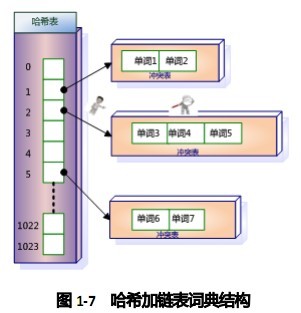 哈希表
0
1
2
3
4
5
1022
1023
单词1 单词2
冲突表
单词3 单词4 单词5
冲突表
单词6 单词7
冲突表
图 1-7 哈希加链表词典结构